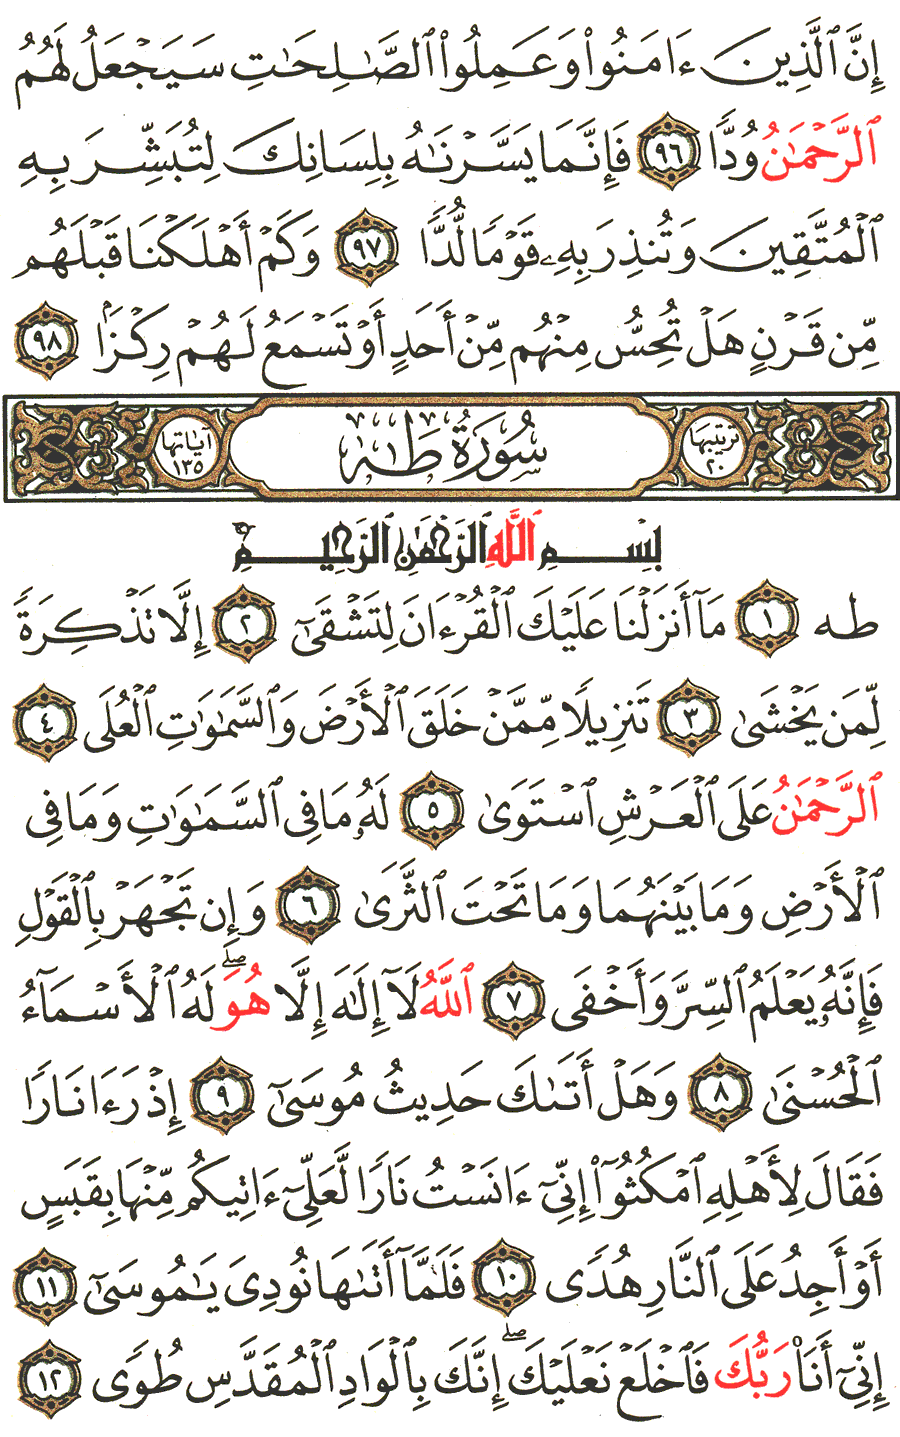 إِنَّ ٱلَّذِينَ ءَامَنُوا۟ وَعَمِلُوا۟ ٱلصَّـٰلِحَـٰتِ سَيَجْعَلُ لَهُمُ
ٱلرَّحْمَـٰنُ وُدًّا ٩٦ فَإِنَّمَا يَسَّرْنَـٰهُ بِلِسَانِكَ لِتُبَشِّرَ بِهِ
ٱلْمُتَّقِينَ وَتُنذِرَ بِهِۦ قَوْمًا لُّدًّا ٩٧ وَكَمْ أَهْلَكْنَا قَبْلَهُم
مِّن قَرْنٍ هَلْ تُحِسُّ مِنْهُم مِّنْ أَحَدٍ أَوْ تَسْمَعُ لَهُمْ رِكْزَۢا ٩٨
ترتيبها ٢٠ سُورَةُ طَهٰ آياتها ١٣٥
بِسْمِ ٱللَّهِ ٱلرَّحْمَـٰنِ ٱلرَّحِيمِ
طه ١ مَآ أَنزَلْنَا عَلَيْكَ ٱلْقُرْءَانَ لِتَشْقَىٰٓ ٢ إِلَّا تَذْكِرَةً
لِّمَن يَخْشَىٰ ٣ تَنزِيلًا مِّمَّنْ خَلَقَ ٱلْأَرْضَ وَٱلسَّمَـٰوَٰتِ ٱلْعُلَى ٤
ٱلرَّحْمَـٰنُ عَلَى ٱلْعَرْشِ ٱسْتَوَىٰ ٥ لَهُۥ مَا فِى ٱلسَّمَـٰوَٰتِ وَمَا فِى
ٱلْأَرْضِ وَمَا بَيْنَهُمَا وَمَا تَحْتَ ٱلثَّرَىٰ ٦ وَإِن تَجْهَرْ بِٱلْقَوْلِ
فَإِنَّهُۥ يَعْلَمُ ٱلسِّرَّ وَأَخْفَى ٧ ٱللَّهُ لَآ إِلَـٰهَ إِلَّا هُوَ ۖ لَهُ ٱلْأَسْمَآءُ
ٱلْحُسْنَىٰ ٨ وَهَلْ أَتَىٰكَ حَدِيثُ مُوسَىٰٓ ٩ إِذْ رَءَا نَارًا
فَقَالَ لِأَهْلِهِ ٱمْكُثُوٓا۟ إِنِّىٓ ءَانَسْتُ نَارًا لَّعَلِّىٓ ءَاتِيكُم مِّنْهَا بِقَبَسٍ
أَوْ أَجِدُ عَلَى ٱلنَّارِ هُدًى ١٠ فَلَمَّآ أَتَىٰهَا نُودِىَ يَـٰمُوسَىٰٓ ١١
إِنِّىٓ أَنَا۠ رَبُّكَ فَٱخْلَعْ نَعْلَيْكَ ۖ إِنَّكَ بِٱلْوَادِ ٱلْمُقَدَّسِ طُوًى ١٢